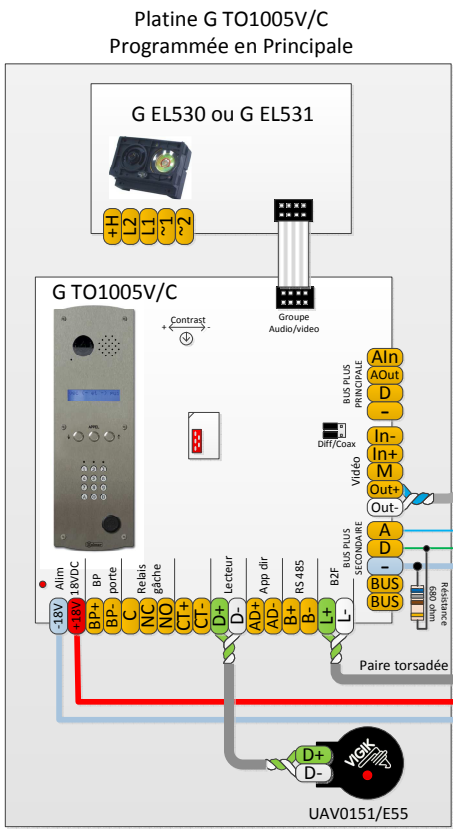 Platine G TO1005V/C
Programmée en Principale
G EL530 ou G EL531
+H
L2
L1
~1
~2
G TO1005V/C
+ Contrast -
Groupe
Audio/video
BUS PLUS
PRINCIPALE
AIn
AOut
D
-
Diff/Coax
Vidéo
In-
In+
M
Out+
Out-
BUS PLUS
SECONDAIRE
A
D
-
BUS
BUS
Résistance
680 ohm
APPEL
Alim
18VDC
BP
porte
Relais
gâche
Lecteur
App dir
RS 485
B2F
-18V
+18V
BP+
BP-
C
NC
NO
CT+
CT-
D+
D-
AD+
AD-
B+
B-
L+
L-
Paire torsadée
D+
D-
VIGIK
UAV0151/E55